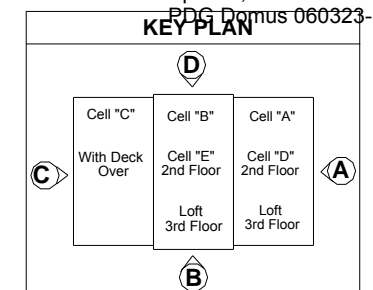 PDG Domus 060323-
KEY PLAN
D
Cell "C"
With Deck
Over
Cell "B"
Cell "E"
2nd Floor
Loft
3rd Floor
Cell "A"
Cell "D"
2nd Floor
Loft
3rd Floor
C
A
B